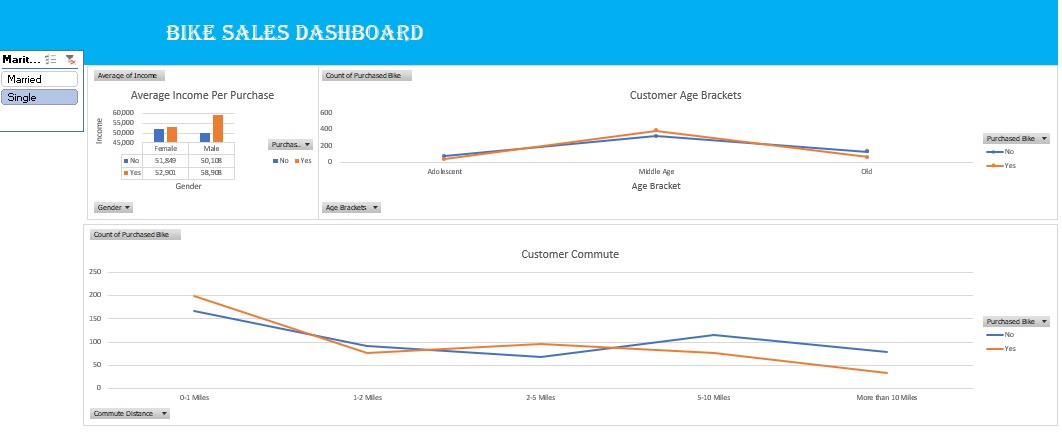 BIKE SALES DASHBOARD
Marit...
Married
Single
Average of Income
Average Income Per Purchase
Income
60,000
55,000
50,000
45,000
Female Male
No 51,849 50,108
Yes 52,901 58,908
Gender
Purchas..
No Yes
Gender
Count of Purchased Bike
Customer Age Brackets
600
400
200
0
Adolescent Middle Age Old
Age Bracket
Purchased Bike
No
Yes
Age Brackets
Count of Purchased Bike
Customer Commute
250
200
150
100
50
0
0-1 Miles 1-2 Miles 2-5 Miles 5-10 Miles More than 10 Miles
Purchased Bike
No
Yes
Commute Distance